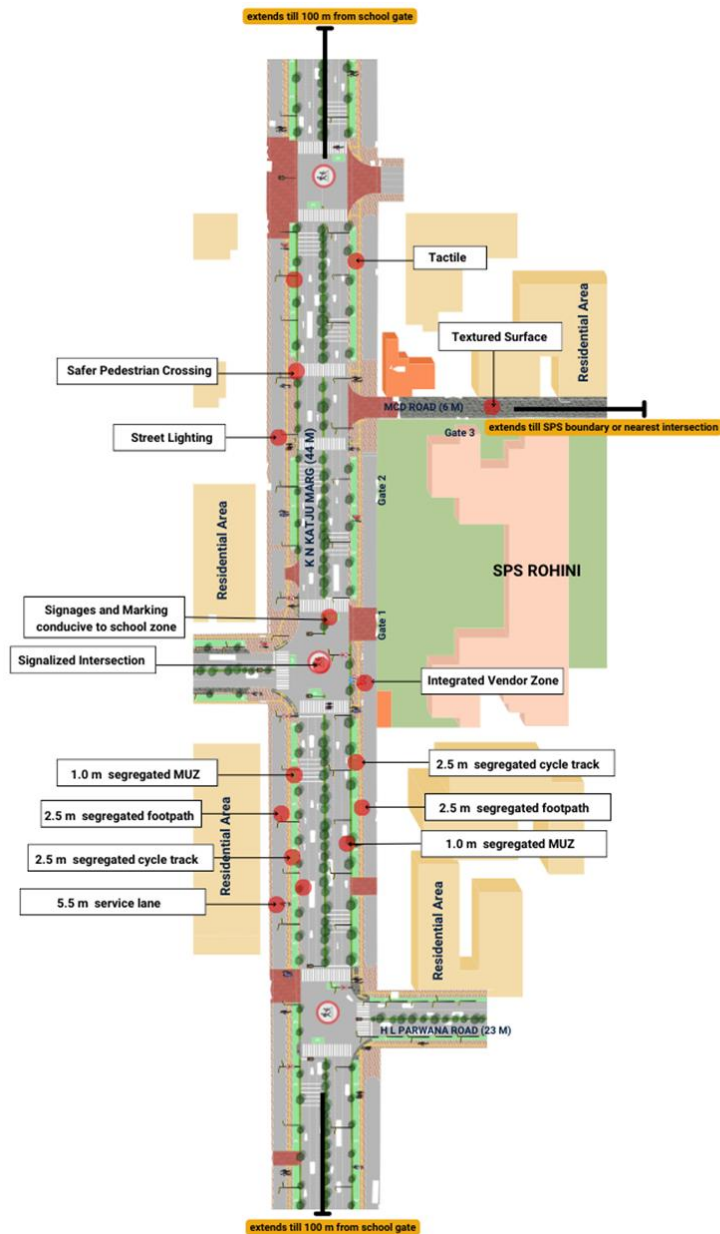 extends till 100 m from school gate
Tactile
Textured Surface
Residential Area
Safer Pedestrian Crossing
MCD ROAD (6 M)
extends till SPS boundary or nearest intersection
Street Lighting
Gate 3
K N KATJU MARG (44 M)
Gate 2
Residential Area
SPS ROHINI
Signages and Marking
conducive to school zone
Gate 1
Signalized Intersection
Integrated Vendor Zone
1.0 m segregated MUZ
2.5 m segregated cycle track
2.5 m segregated footpath
2.5 m segregated footpath
2.5 m segregated cycle track
1.0 m segregated MUZ
Residential Area
5.5 m service lane
Residential Area
H L PARWANA ROAD (23 M)
extends till 100 m from school gate